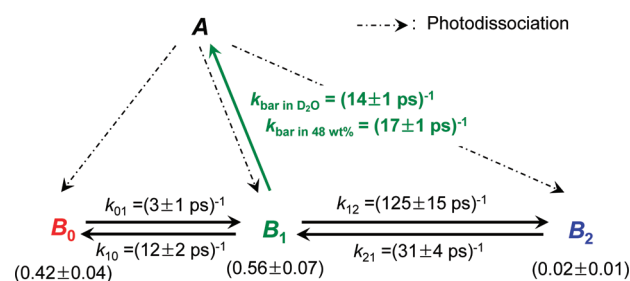 A
: Photodissociation
k_bar in D₂O = (14±1 ps)⁻¹
k_bar in 48 wt% = (17±1 ps)⁻¹
k₀₁ =(3±1 ps)⁻¹
k₁₂ =(125±15 ps)⁻¹
B₀
B₁
B₂
k₁₀ =(12±2 ps)⁻¹
k₂₁ =(31±4 ps)⁻¹
(0.42±0.04)
(0.56±0.07)
(0.02±0.01)